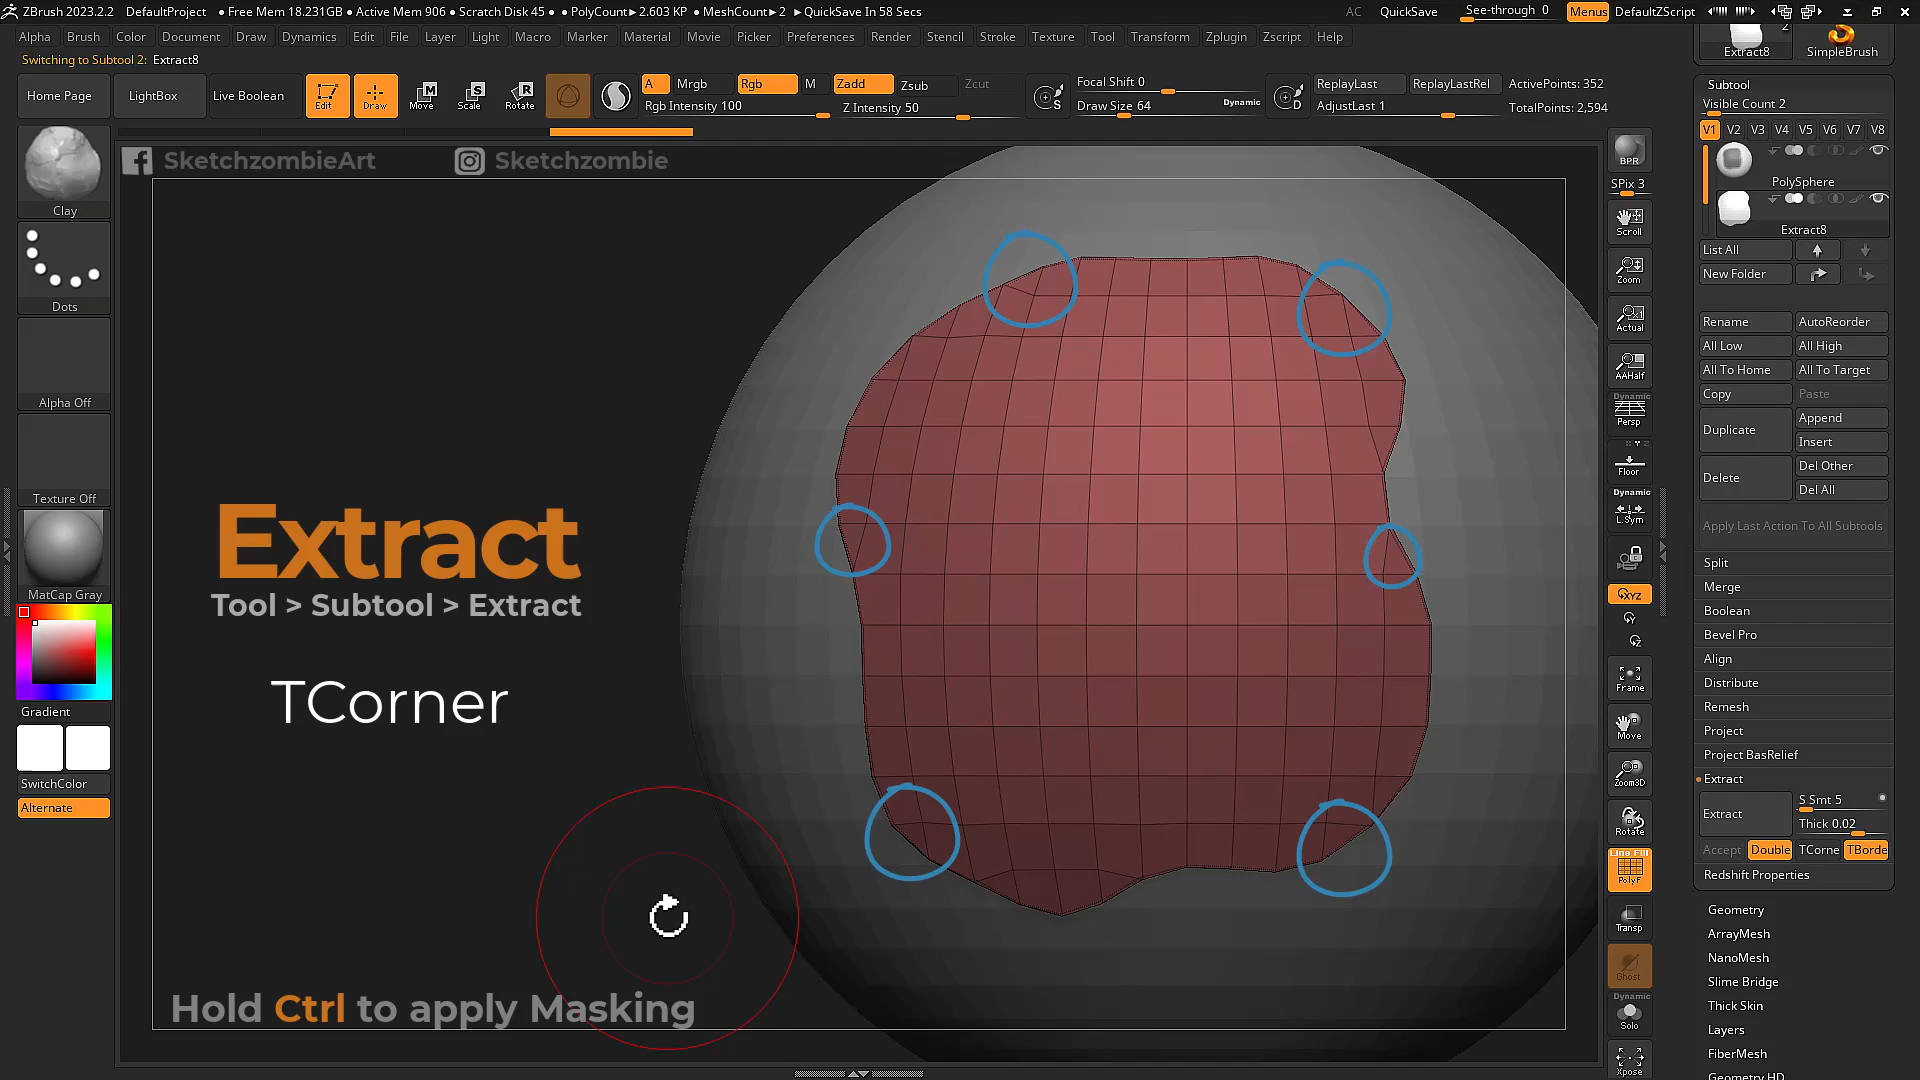 ZBrush 2023.2.2 DefaultProject ● Free Mem 18.231GB ● Active Mem 906 ● Scratch Disk 45 ● ● PolyCount► 2.603 KP ● MeshCount► 2 ►QuickSave In 58 Secs AC QuickSave See-through 0 Menus DefaultZScript
Alpha Brush Color Document Draw Dynamics Edit File Layer Light Macro Marker Material Movie Picker Preferences Render Stencil Stroke Texture Tool Transform Zplugin Zscript Help
Switching to Subtool 2: Extract8
Home Page LightBox Live Boolean Edit Draw Move Scale Rotate
A Mrgb Rgb M Zadd Zsub Zcut
Rgb Intensity 100 Z Intensity 50
Focal Shift 0
Draw Size 64 Dynamic
ReplayLast ReplayLastRel ActivePoints: 352
AdjustLast 1 TotalPoints: 2,594
SketchzombieArt Sketchzombie
Clay
Dots
Alpha Off
Texture Off
MatCap Gray
Gradient
SwitchColor
Alternate
Extract
Tool > Subtool > Extract
TCorner
Hold Ctrl to apply Masking
BPR
SPix 3
Scroll
Zoom
Actual
AAHalf
Dynamic
Persp
Floor
Dynamic
L.Sym
XYZ
Y
Z
Frame
Move
Zoom3D
Rotate
Line Fill
PolyF
Transp
Ghost
Dynamic
Solo
Xpose
2
Extract8 SimpleBrush
Subtool
Visible Count 2
V1 V2 V3 V4 V5 V6 V7 V8
PolySphere
Extract8
List All
New Folder
Rename AutoReorder
All Low All High
All To Home All To Target
Copy Paste
Duplicate Append
Insert
Delete Del Other
Del All
Apply Last Action To All Subtools
Split
Merge
Boolean
Bevel Pro
Align
Distribute
Remesh
Project
Project BasRelief
Extract
Extract S Smt 5
Thick 0.02
Accept Double TCorne TBorde
Redshift Properties
Geometry
ArrayMesh
NanoMesh
Slime Bridge
Thick Skin
Layers
FiberMesh
Geometry HD